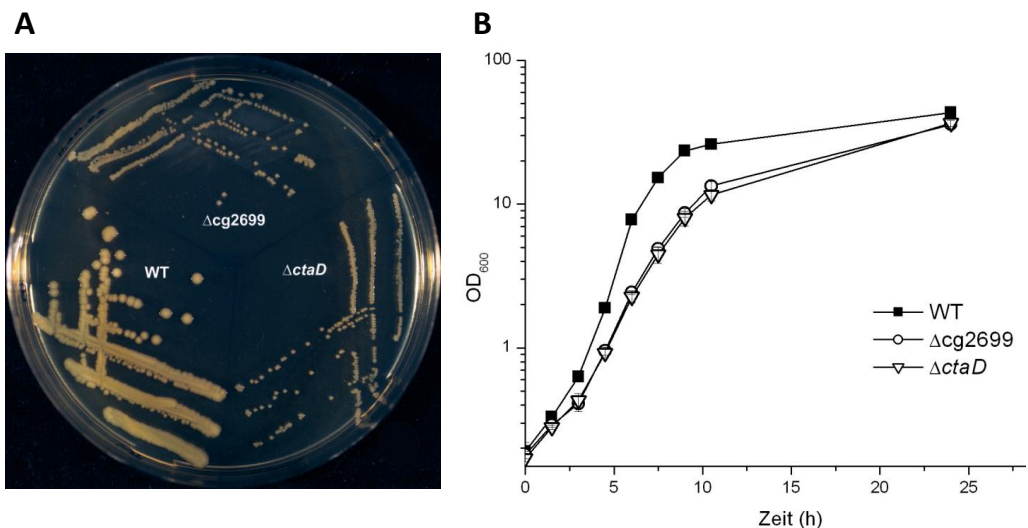 A
B
Δcg2699
WT
ΔctaD
100
10
1
OD600
0
5
10
15
20
25
Zeit (h)
WT
Δcg2699
ΔctaD